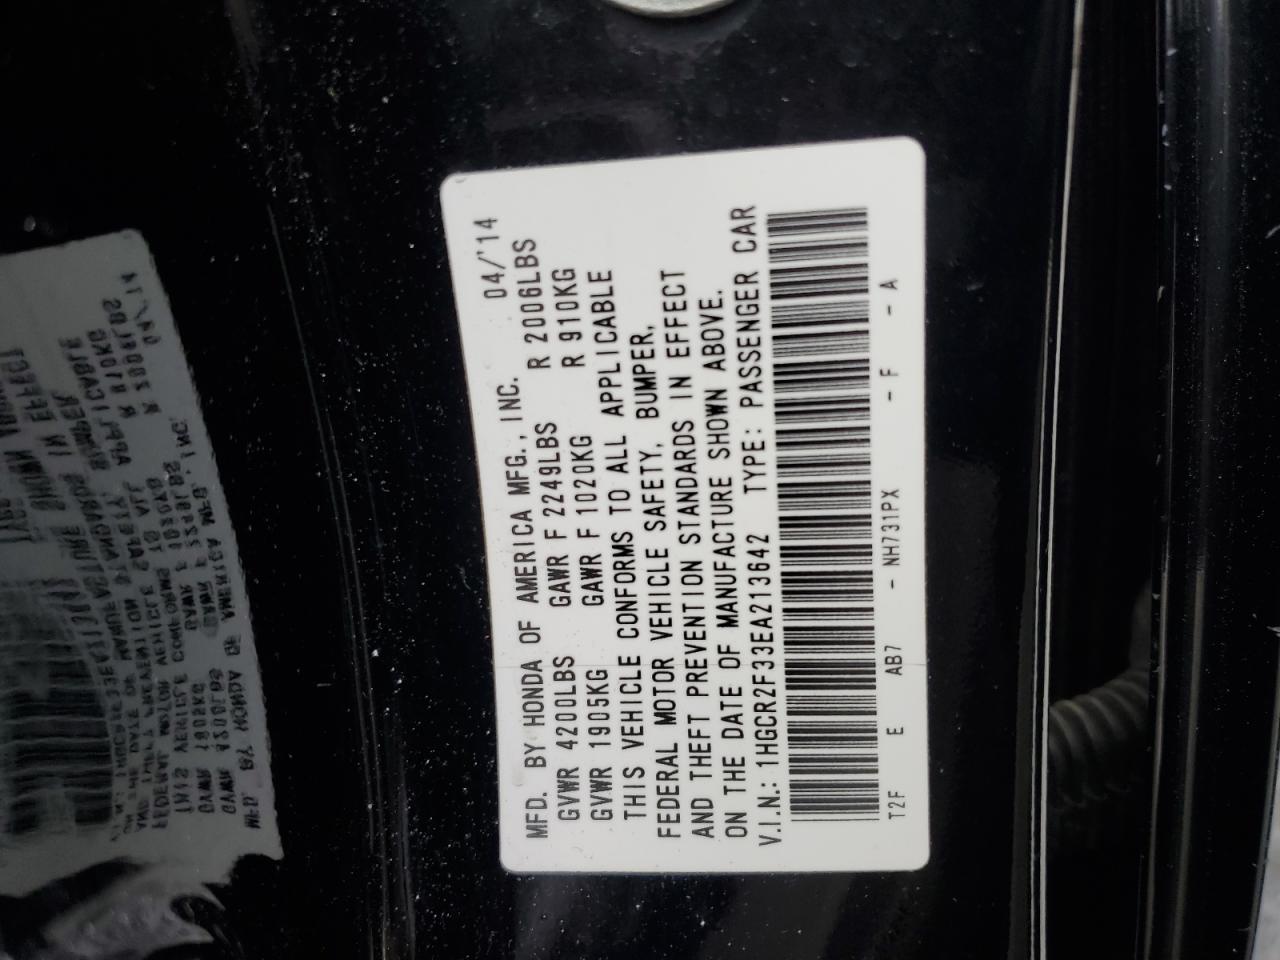 MFD. BY HONDA OF AMERICA MFG., INC. 04/'14
GVWR 4200LBS GAWR F 2249LBS R 2006LBS
GVWR 1905KG GAWR F 1020KG R 910KG
THIS VEHICLE CONFORMS TO ALL APPLICABLE
FEDERAL MOTOR VEHICLE SAFETY, BUMPER,
AND THEFT PREVENTION STANDARDS IN EFFECT
ON THE DATE OF MANUFACTURE SHOWN ABOVE.
V.I.N.: 1HGCR2F33EA213642 TYPE: PASSENGER CAR
T2F E AB7 - NH731PX - F - A